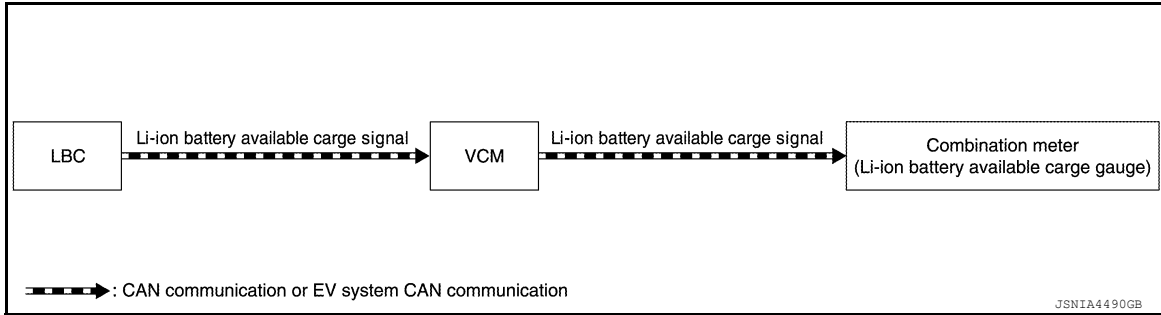 LBC
Li-ion battery available carge signal
VCM
Li-ion battery available carge signal
Combination meter
(Li-ion battery available carge gauge)
: CAN communication or EV system CAN communication
JSNIA4490GB